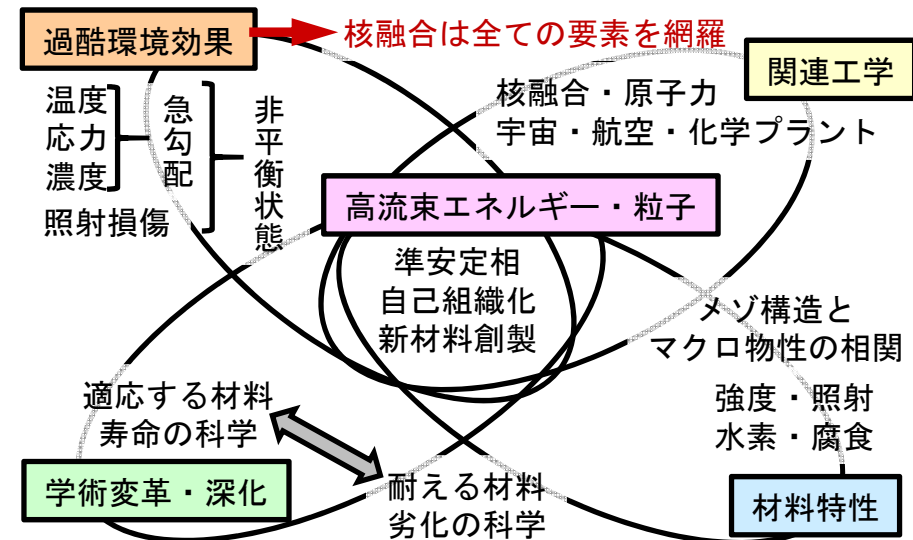 過酷環境効果
核融合は全ての要素を網羅
関連工学
核融合・原子力
宇宙・航空・化学プラント
温度
応力
濃度
急勾配
照射損傷
非平衡状態
高流束エネルギー・粒子
準安定相
自己組織化
新材料創製
メゾ構造と
マクロ物性の相関
強度・照射
水素・腐食
適応する材料
寿命の科学
学術変革・深化
耐える材料
劣化の科学
材料特性